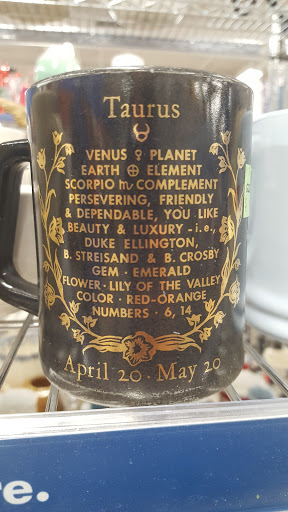 Taurus
♉
VENUS ♀ PLANET
EARTH ⊕ ELEMENT
SCORPIO ♏ COMPLEMENT
PERSEVERING, FRIENDLY
& DEPENDABLE, YOU LIKE
BEAUTY & LUXURY - i.e,
DUKE ELLINGTON,
B. STREISAND & B. CROSBY
GEM · EMERALD
FLOWER · LILY OF THE VALLEY
COLOR · RED-ORANGE
NUMBERS · 6, 14
April 20 · May 20
e.